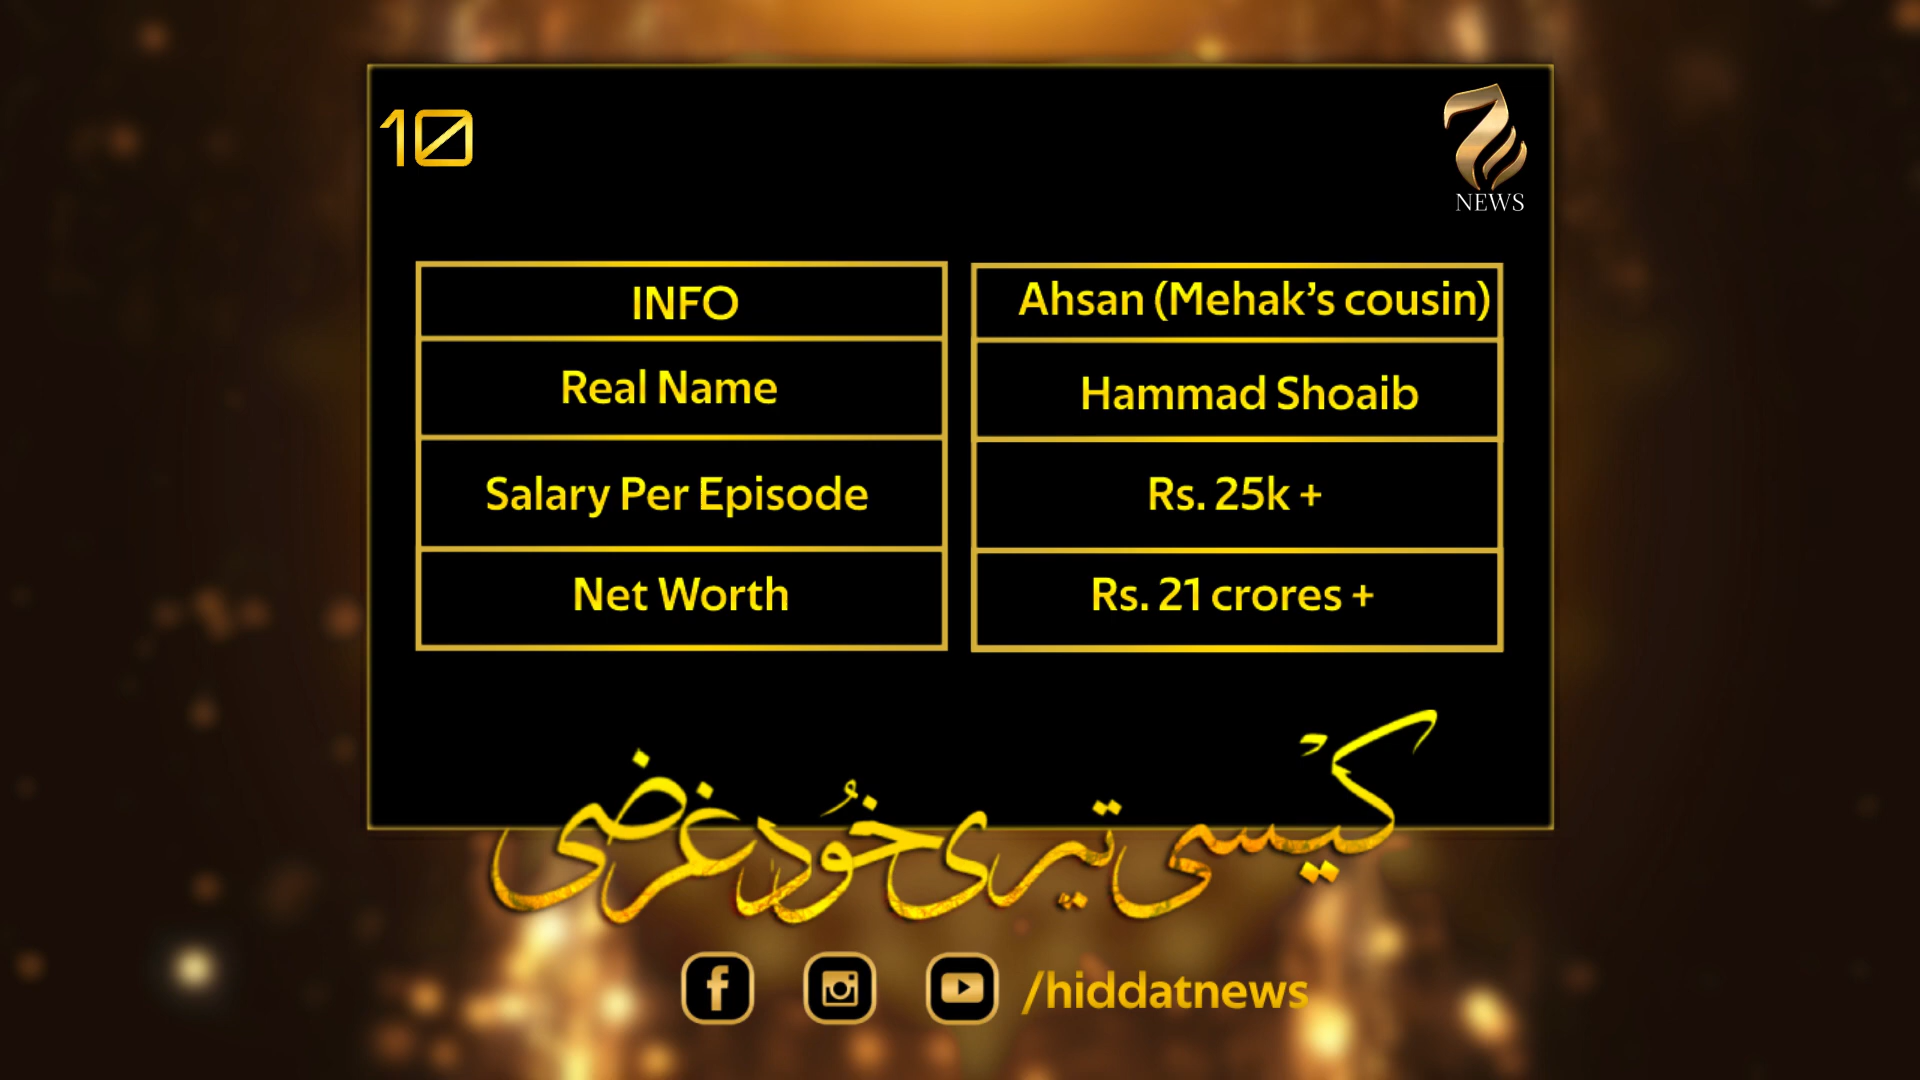 10
NEWS
INFO
Ahsan (Mehak’s cousin)
Real Name
Hammad Shoaib
Salary Per Episode
Rs. 25k +
Net Worth
Rs. 21 crores +
کیسی تیری خُود غرضی
/hiddatnews